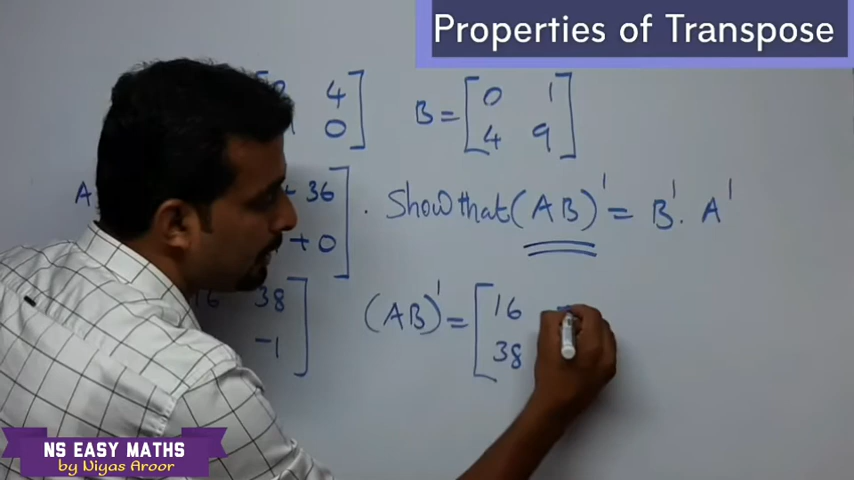 Properties of Transpose
4 B = [ 0 1
0 ] 4 9 ]
A + 36 ] . Show that (AB)' = B' . A'
+ 0
16 38 ] (AB)' = [ 16
-1 38
NS EASY MATHS
by Niyas Aroor